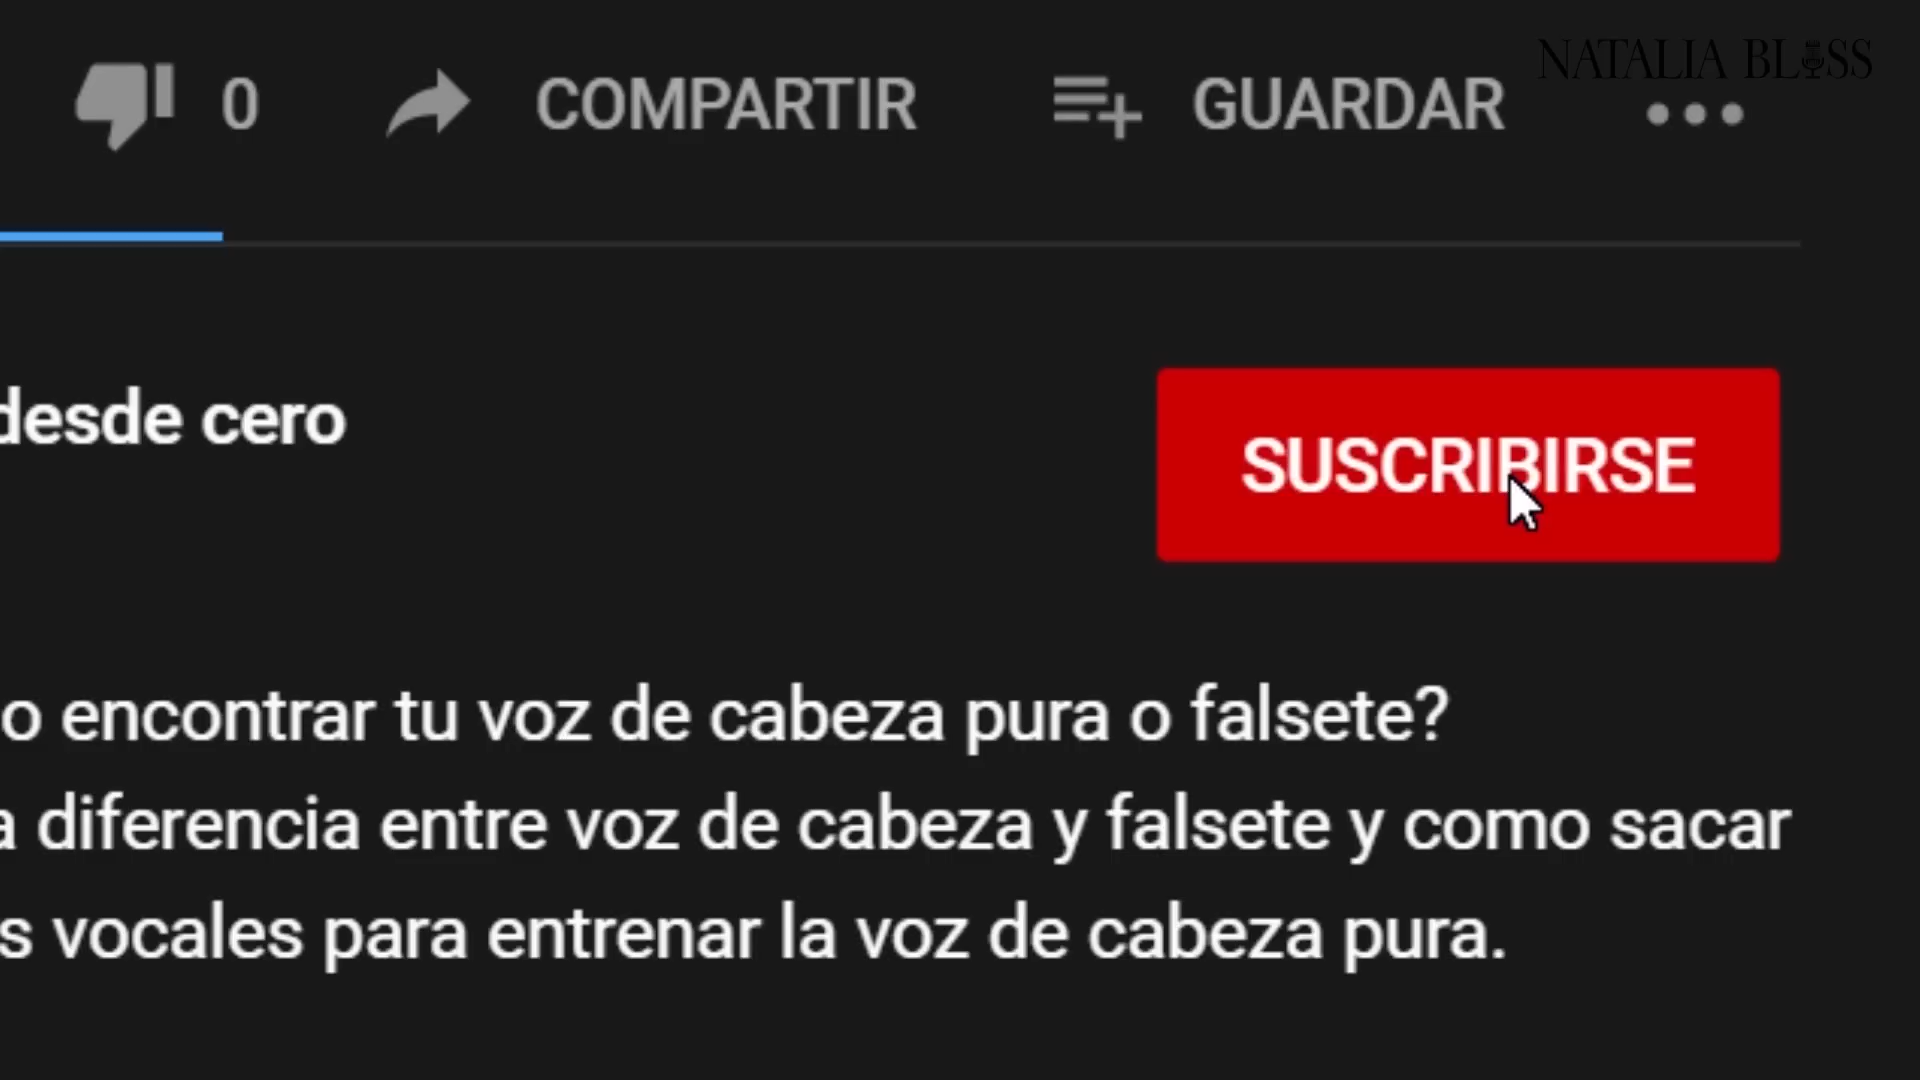 NATALIA BLISS
0 COMPARTIR GUARDAR
desde cero
SUSCRIBIRSE
o encontrar tu voz de cabeza pura o falsete?
a diferencia entre voz de cabeza y falsete y como sacar
s vocales para entrenar la voz de cabeza pura.